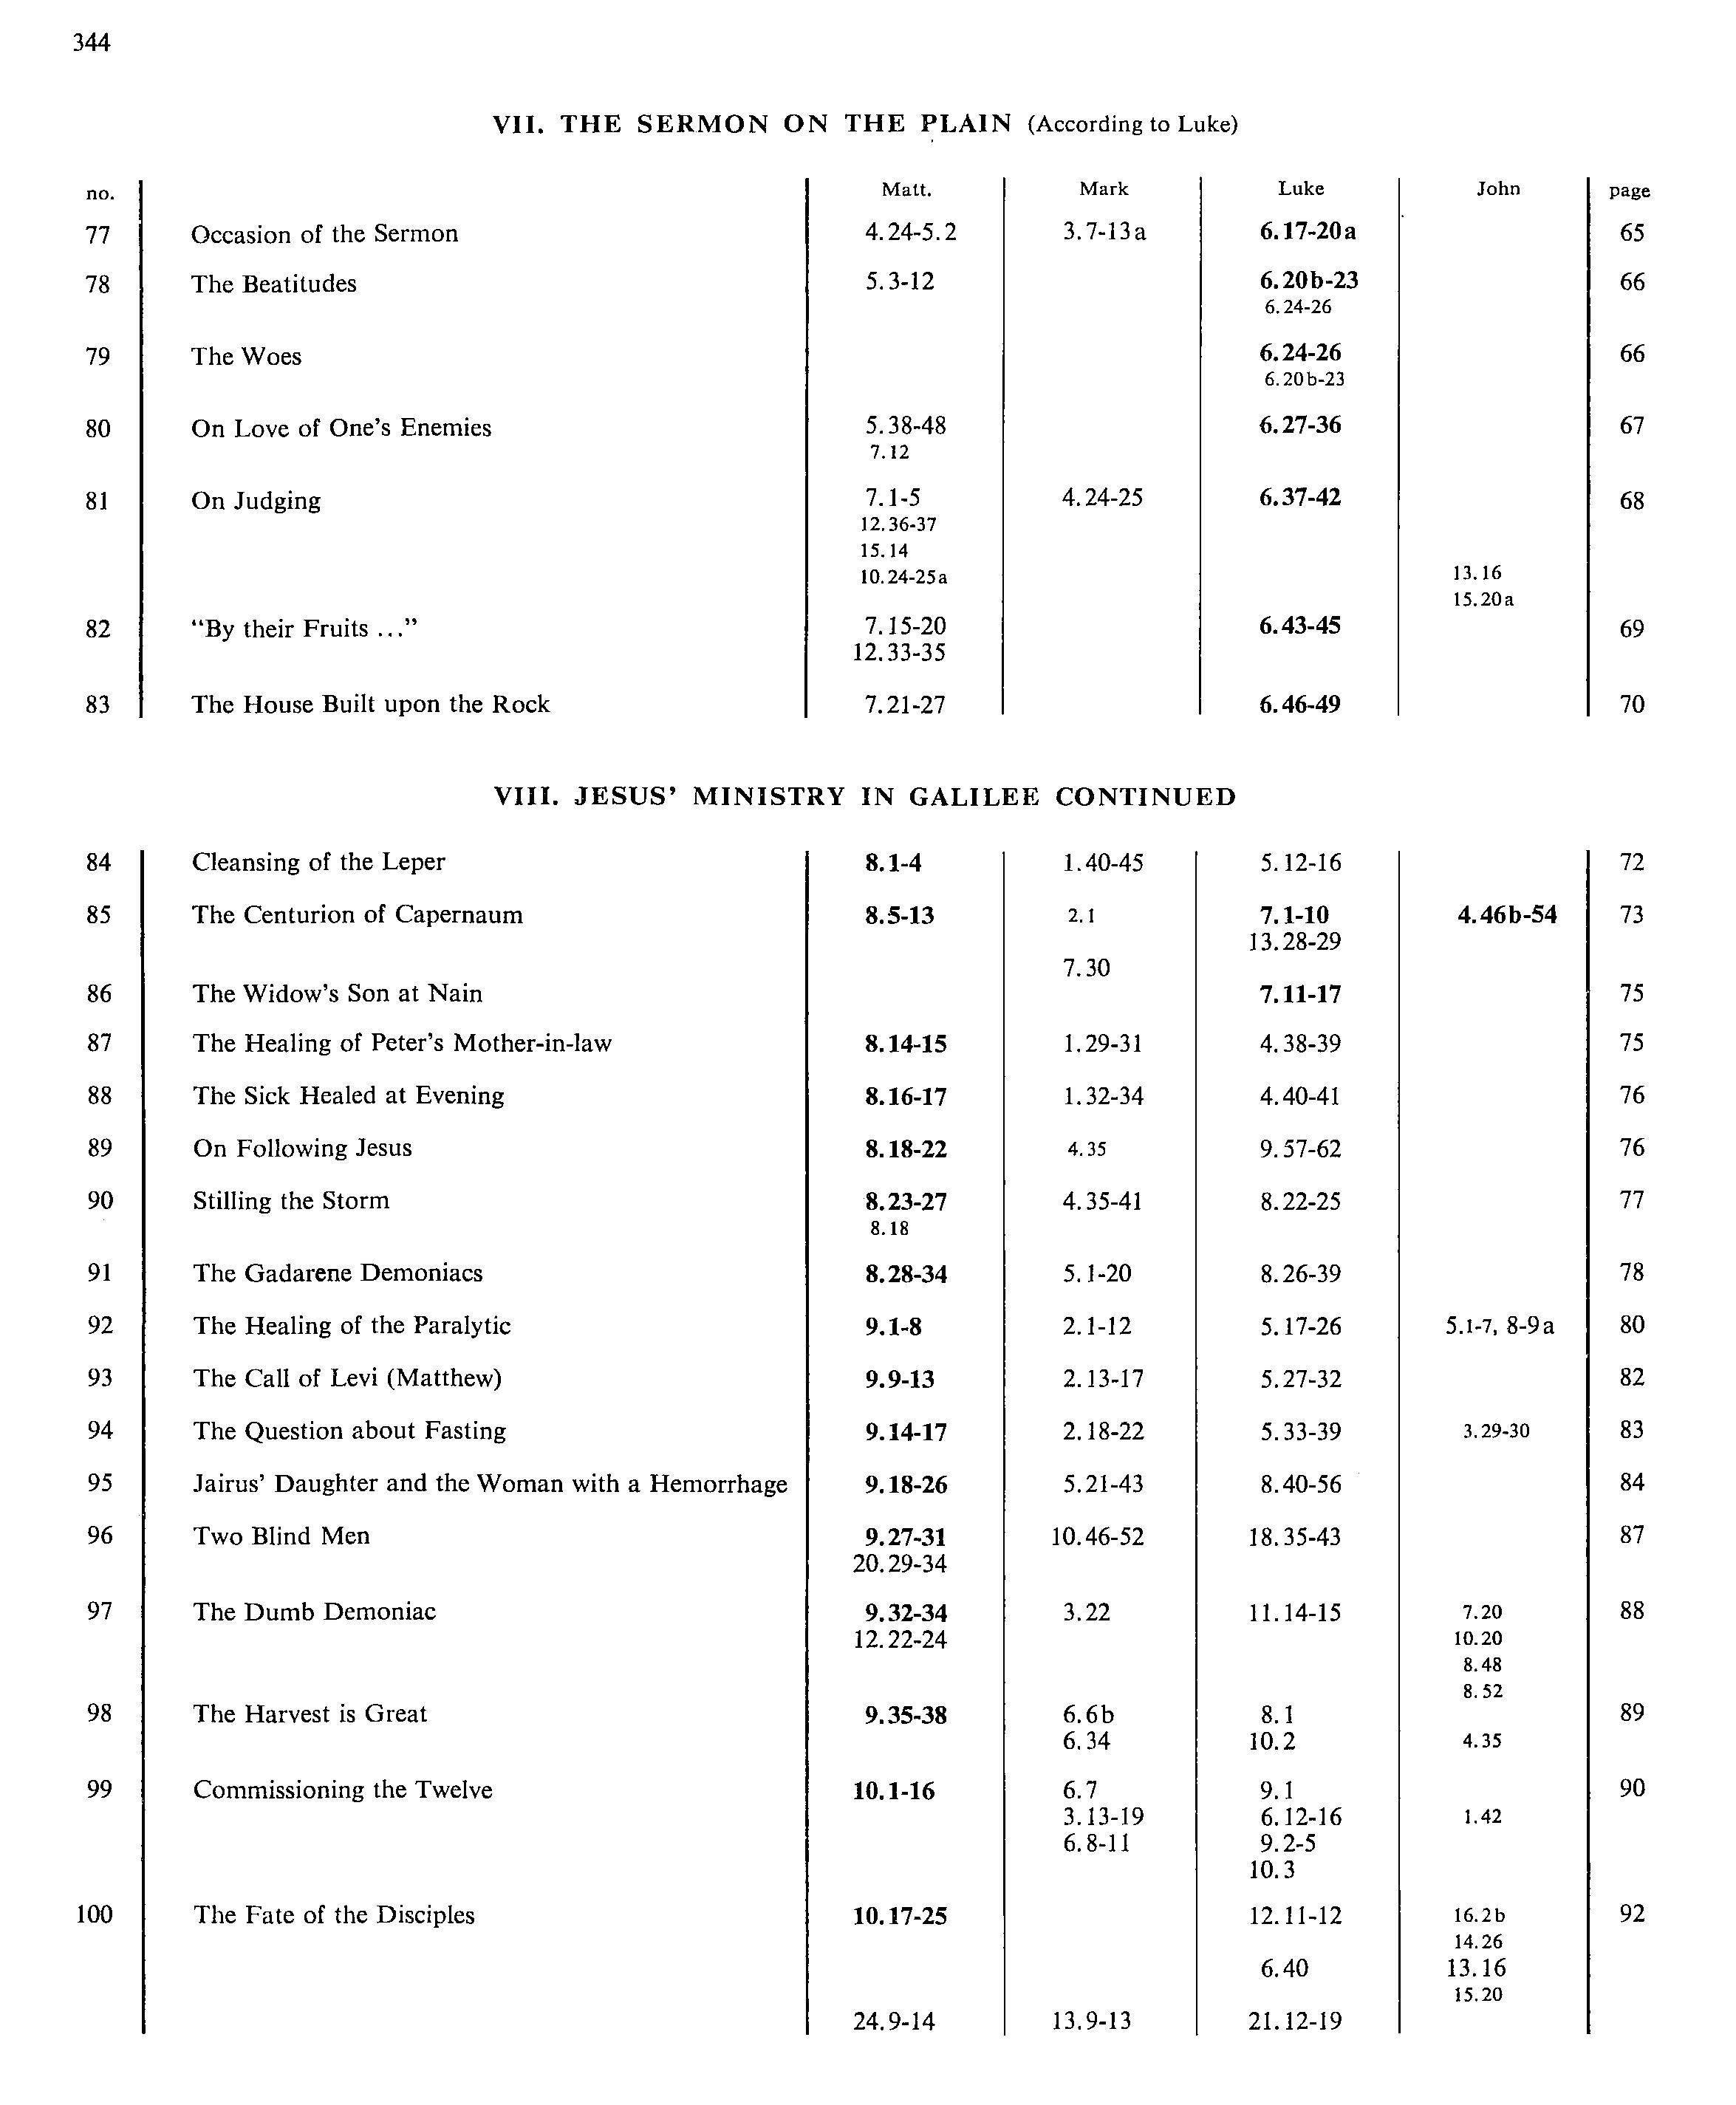 344
VII. THE SERMON ON THE PLAIN (According to Luke)
no. Matt. Mark Luke John page
77 Occasion of the Sermon 4.24-5.2 3.7-13a 6.17-20a 65
78 The Beatitudes 5.3-12 6.20b-23 66
6.24-26
79 The Woes 6.24-26 66
6.20b-23
80 On Love of One's Enemies 5.38-48 6.27-36 67
7.12
81 On Judging 7.1-5 4.24-25 6.37-42 68
12.36-37
15.14
10.24-25a 13.16
15.20a
82 “By their Fruits ...” 7.15-20 6.43-45 69
12.33-35
83 The House Built upon the Rock 7.21-27 6.46-49 70
VIII. JESUS' MINISTRY IN GALILEE CONTINUED
84 Cleansing of the Leper 8.1-4 1.40-45 5.12-16 72
85 The Centurion of Capernaum 8.5-13 2.1 7.1-10 4.46b-54 73
13.28-29
7.30
86 The Widow's Son at Nain 7.11-17 75
87 The Healing of Peter's Mother-in-law 8.14-15 1.29-31 4.38-39 75
88 The Sick Healed at Evening 8.16-17 1.32-34 4.40-41 76
89 On Following Jesus 8.18-22 4.35 9.57-62 76
90 Stilling the Storm 8.23-27 4.35-41 8.22-25 77
8.18
91 The Gadarene Demoniacs 8.28-34 5.1-20 8.26-39 78
92 The Healing of the Paralytic 9.1-8 2.1-12 5.17-26 5.1-7, 8-9a 80
93 The Call of Levi (Matthew) 9.9-13 2.13-17 5.27-32 82
94 The Question about Fasting 9.14-17 2.18-22 5.33-39 3.29-30 83
95 Jairus' Daughter and the Woman with a Hemorrhage 9.18-26 5.21-43 8.40-56 84
96 Two Blind Men 9.27-31 10.46-52 18.35-43 87
20.29-34
97 The Dumb Demoniac 9.32-34 3.22 11.14-15 7.20 88
12.22-24 10.20
8.48
8.52
98 The Harvest is Great 9.35-38 6.6b 8.1 89
6.34 10.2 4.35
99 Commissioning the Twelve 10.1-16 6.7 9.1 90
3.13-19 6.12-16 1.42
6.8-11 9.2-5
10.3
100 The Fate of the Disciples 10.17-25 12.11-12 16.2b 92
14.26
6.40 13.16
15.20
24.9-14 13.9-13 21.12-19